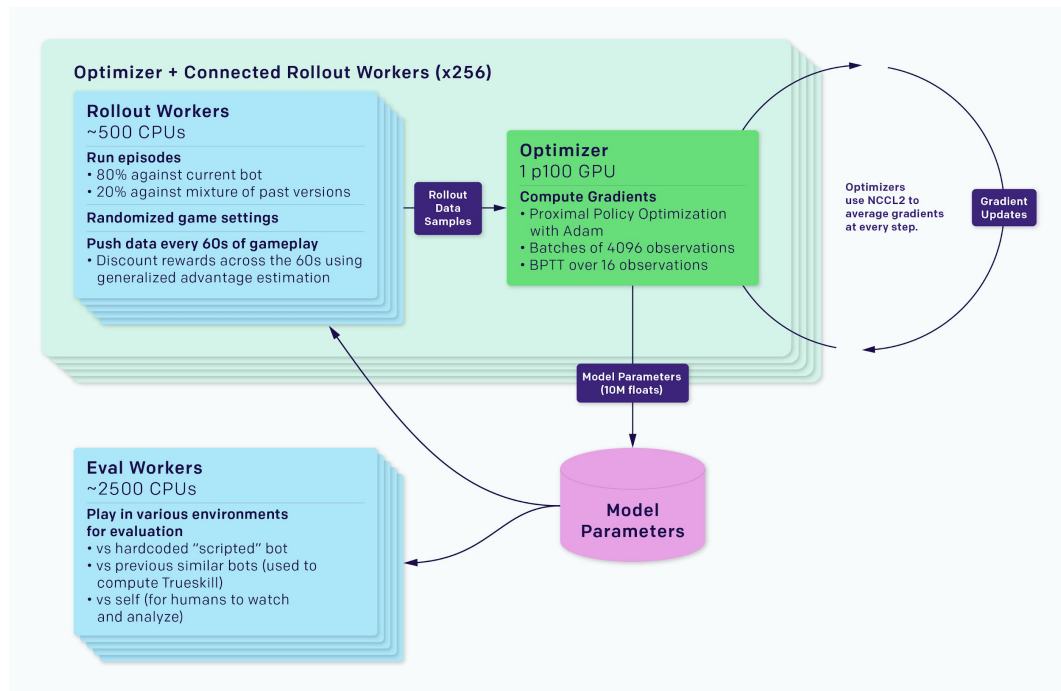 Optimizer + Connected Rollout Workers (x256)
Rollout Workers
~500 CPUs
Run episodes
• 80% against current bot
• 20% against mixture of past versions
Randomized game settings
Push data every 60s of gameplay
• Discount rewards across the 60s using
generalized advantage estimation
Rollout
Data
Samples
Optimizer
1 p100 GPU
Compute Gradients
• Proximal Policy Optimization
with Adam
• Batches of 4096 observations
• BPTT over 16 observations
Optimizers
use NCCL2 to
average gradients
at every step.
Gradient
Updates
Model Parameters
(10M floats)
Eval Workers
~2500 CPUs
Play in various environments
for evaluation
• vs hardcoded “scripted” bot
• vs previous similar bots (used to
compute Trueskill)
• vs self (for humans to watch
and analyze)
Model
Parameters